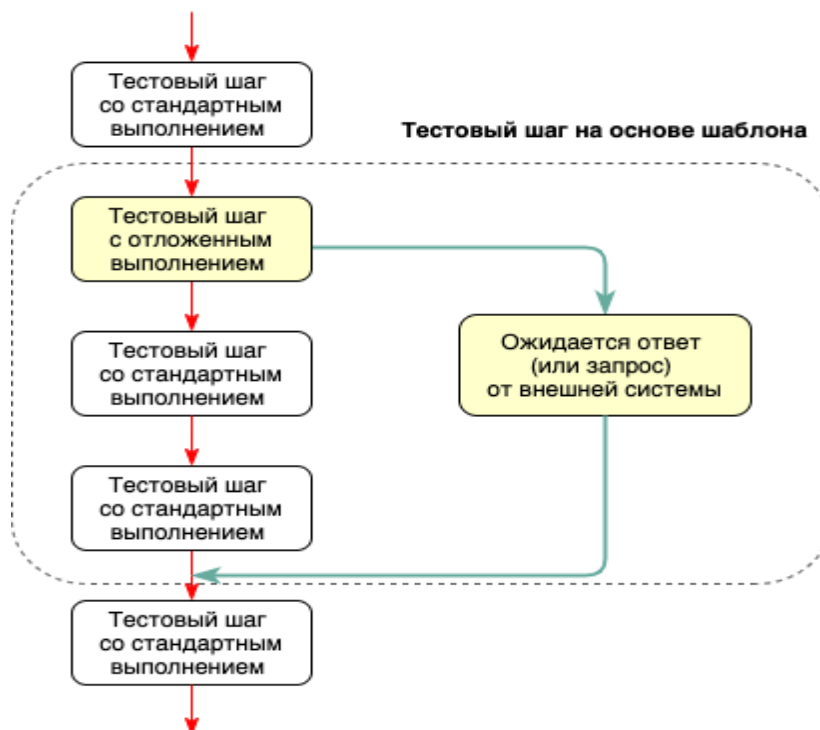 Тестовый шаг
со стандартным
выполнением
Тестовый шаг на основе шаблона
Тестовый шаг
с отложенным
выполнением
Тестовый шаг
со стандартным
выполнением
Ожидается ответ
(или запрос)
от внешней системы
Тестовый шаг
со стандартным
выполнением
Тестовый шаг
со стандартным
выполнением